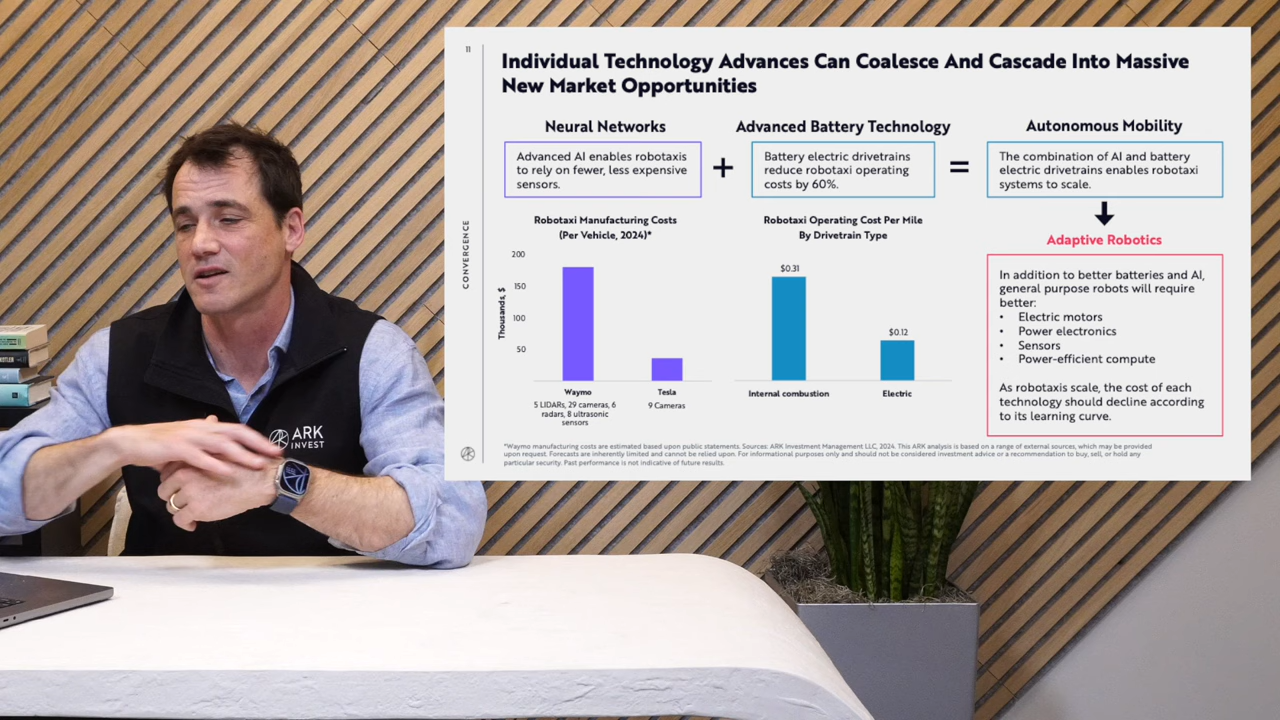 11
Individual Technology Advances Can Coalesce And Cascade Into Massive
New Market Opportunities
CONVERGENCE
Neural Networks
Advanced AI enables robotaxis
to rely on fewer, less expensive
sensors.
+
Advanced Battery Technology
Battery electric drivetrains
reduce robotaxi operating
costs by 60%.
=
Autonomous Mobility
The combination of AI and battery
electric drivetrains enables robotaxi
systems to scale.
Robotaxi Manufacturing Costs
(Per Vehicle, 2024)*
Thousands, $
200
150
100
50
Waymo
5 LIDARs, 29 cameras, 6
radars, 8 ultrasonic
sensors
Tesla
9 Cameras
Robotaxi Operating Cost Per Mile
By Drivetrain Type
$0.31
$0.12
Internal combustion
Electric
Adaptive Robotics
In addition to better batteries and AI,
general purpose robots will require
better:
• Electric motors
• Power electronics
• Sensors
• Power-efficient compute
As robotaxis scale, the cost of each
technology should decline according
to its learning curve.
*Waymo manufacturing costs are estimated based upon public statements. Sources: ARK Investment Management LLC, 2024. This ARK analysis is based on a range of external sources, which may be provided
upon request. Forecasts are inherently limited and cannot be relied upon. For informational purposes only and should not be considered investment advice or a recommendation to buy, sell, or hold any
particular security. Past performance is not indicative of future results.
ARK
INVEST